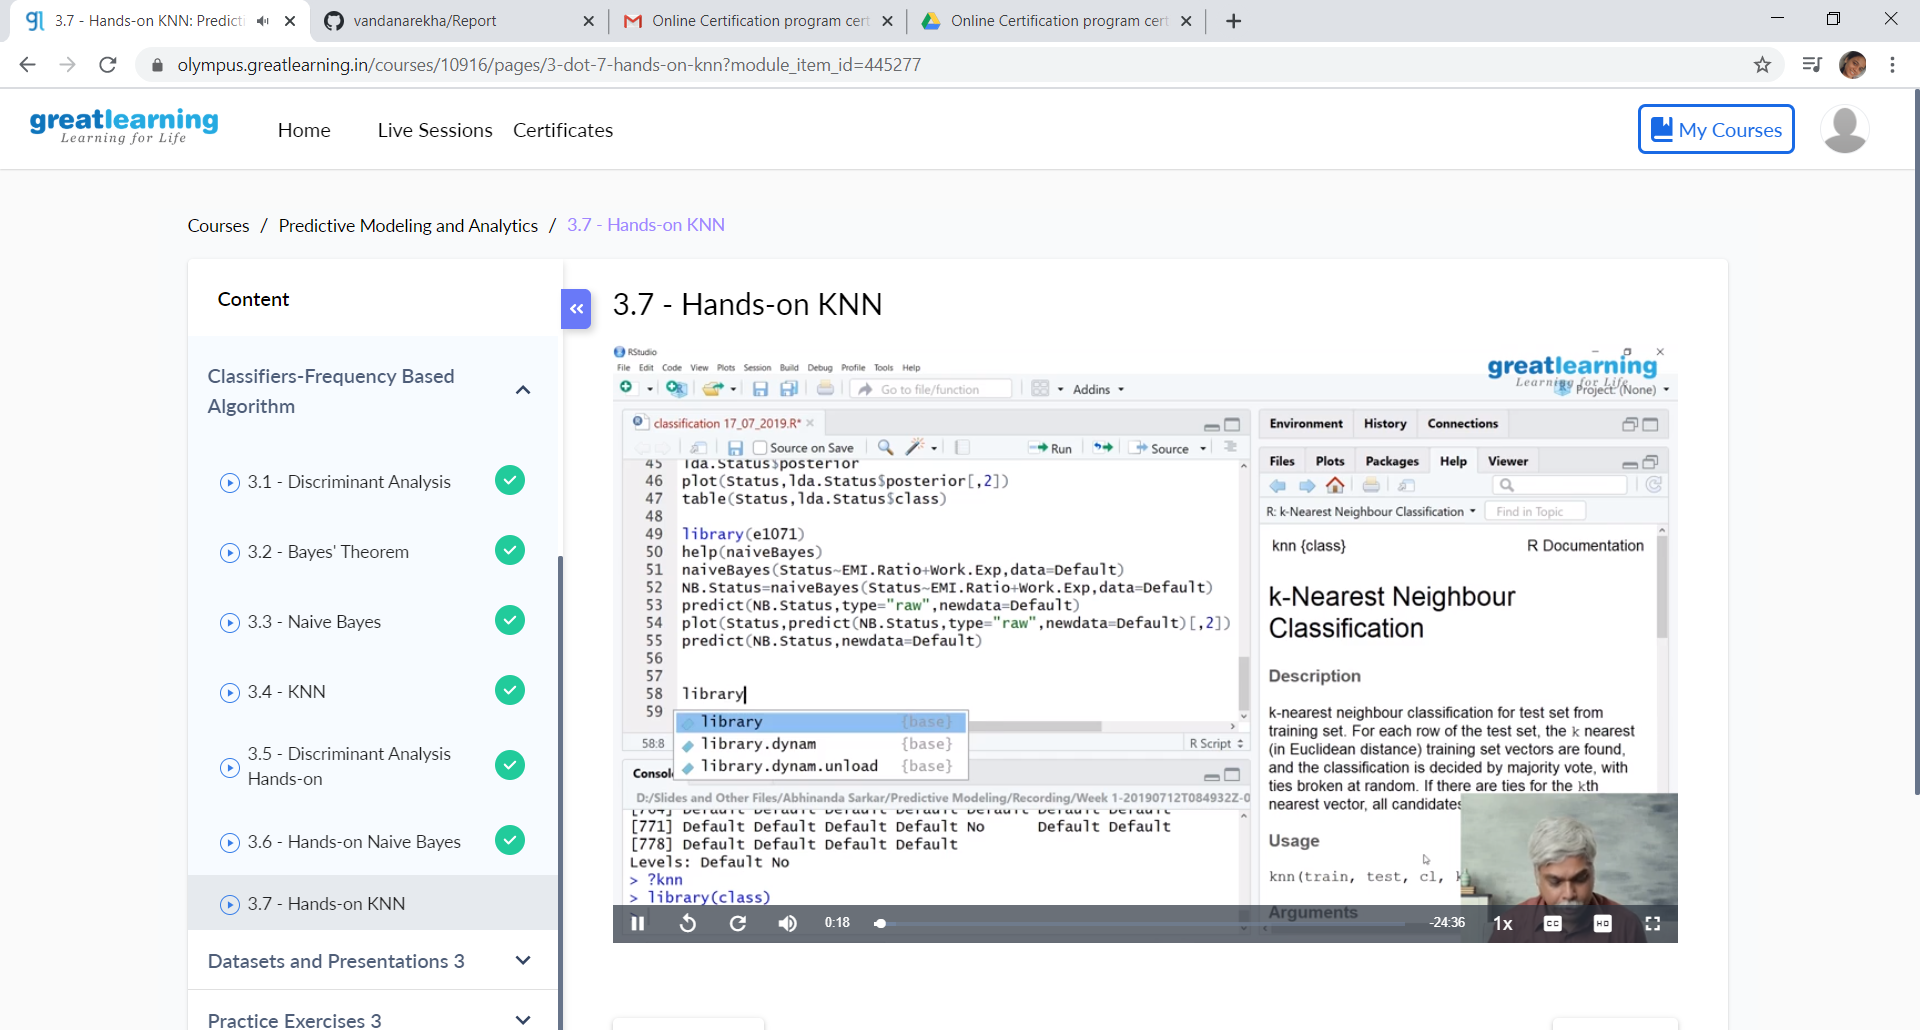 3.7 - Hands-on KNN: Predicti
vandanarekha/Report
Online Certification program cert
Online Certification program cert
olympus.greatlearning.in/courses/10916/pages/3-dot-7-hands-on-knn?module_item_id=445277
greatlearning
Learning for Life
Home
Live Sessions
Certificates
My Courses
Courses / Predictive Modeling and Analytics / 3.7 - Hands-on KNN
Content
Classifiers-Frequency Based
Algorithm
3.1 - Discriminant Analysis
3.2 - Bayes' Theorem
3.3 - Naive Bayes
3.4 - KNN
3.5 - Discriminant Analysis
Hands-on
3.6 - Hands-on Naive Bayes
3.7 - Hands-on KNN
Datasets and Presentations 3
Practice Exercises 3
3.7 - Hands-on KNN
RStudio
File Edit Code View Plots Session Build Debug Profile Tools Help
greatlearning
Learning for Life
Go to file/function
Addins
Project: (None)
classification 17_07_2019.R*
Source on Save
Run
Source
45 lda.Status$posterior
46 plot(Status,lda.Status$posterior[,2])
47 table(Status,lda.Status$class)
48
49 library(e1071)
50 help(naiveBayes)
51 naiveBayes(Status~EMI.Ratio+Work.Exp,data=Default)
52 NB.Status=naiveBayes(Status~EMI.Ratio+Work.Exp,data=Default)
53 predict(NB.Status,type="raw",newdata=Default)
54 plot(Status,predict(NB.Status,type="raw",newdata=Default)[,2])
55 predict(NB.Status,newdata=Default)
56
57
58 library
59
library {base}
library.dynam {base}
library.dynam.unload {base}
58:8
R Script
Consol
D:/Slides and Other Files/Abhinanda Sarkar/Predictive Modeling/Recording/Week 1-20190712T084932Z-0
[764] Default Default Default Default Default Default Default
[771] Default Default Default Default No Default Default
[778] Default Default Default Default
Levels: Default No
> ?knn
> library(class)
Environment History Connections
Files Plots Packages Help Viewer
R: k-Nearest Neighbour Classification
Find in Topic
knn {class}
R Documentation
k-Nearest Neighbour
Classification
Description
k-nearest neighbour classification for test set from
training set. For each row of the test set, the k nearest
(in Euclidean distance) training set vectors are found,
and the classification is decided by majority vote, with
ties broken at random. If there are ties for the kth
nearest vector, all candidates
Usage
knn(train, test, cl, k
Arguments
0:18
-24:36
1x
CC
HD